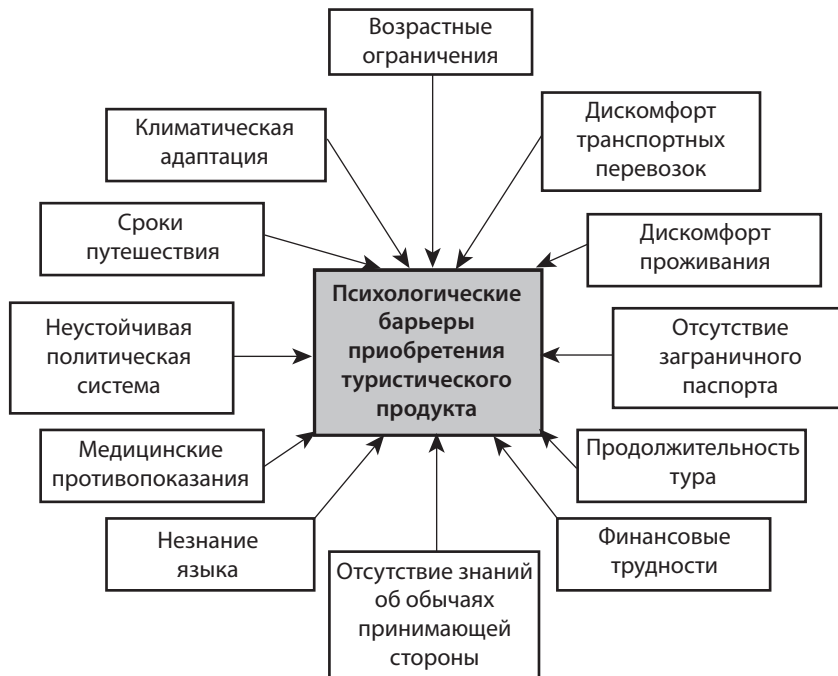 Возрастные
ограничения
Климатическая
адаптация
Дискомфорт
транспортных
перевозок
Сроки
путешествия
Дискомфорт
проживания
Психологические
барьеры
приобретения
туристического
продукта
Неустойчивая
политическая
система
Отсутствие
заграничного
паспорта
Медицинские
противопоказания
Продолжительность
тура
Незнание
языка
Отсутствие знаний
об обычаях
принимающей
стороны
Финансовые
трудности